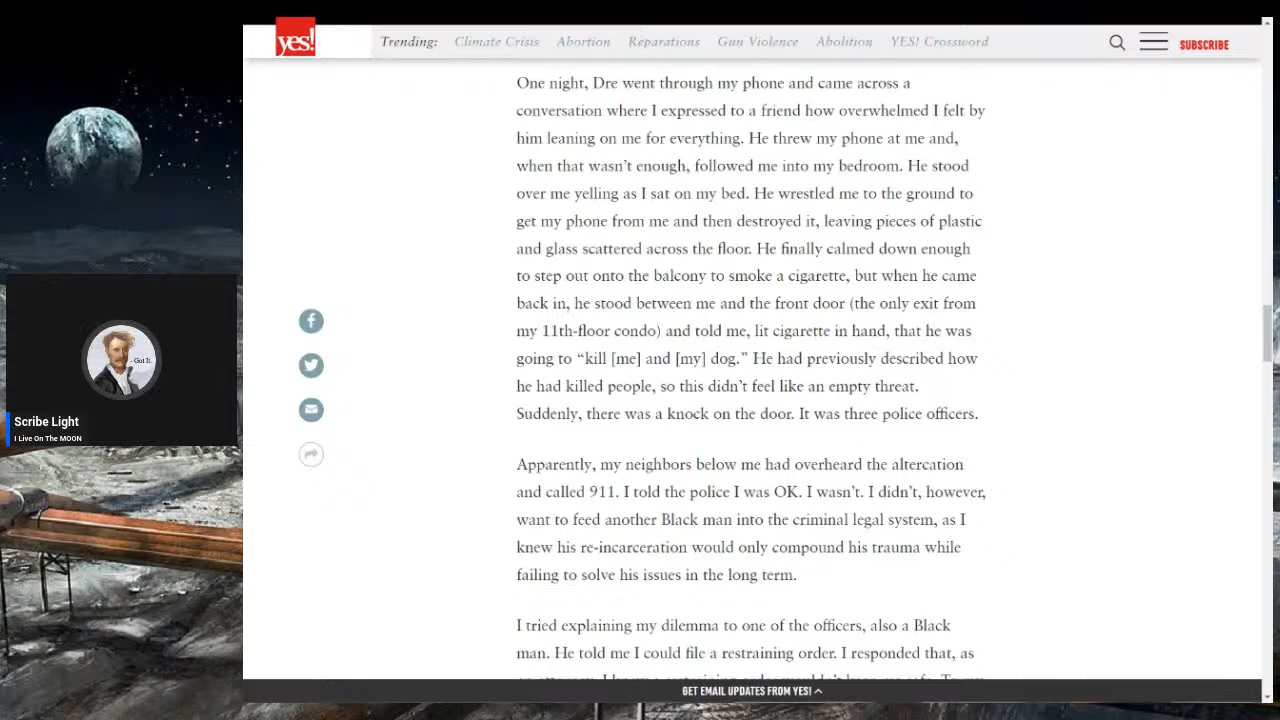 yes!
Trending: Climate Crisis Abortion Reparations Gun Violence Abolition YES! Crossword
SUBSCRIBE
One night, Dre went through my phone and came across a
conversation where I expressed to a friend how overwhelmed I felt by
him leaning on me for everything. He threw my phone at me and,
when that wasn't enough, followed me into my bedroom. He stood
over me yelling as I sat on my bed. He wrestled me to the ground to
get my phone from me and then destroyed it, leaving pieces of plastic
and glass scattered across the floor. He finally calmed down enough
to step out onto the balcony to smoke a cigarette, but when he came
back in, he stood between me and the front door (the only exit from
my 11th-floor condo) and told me, lit cigarette in hand, that he was
going to “kill [me] and [my] dog.” He had previously described how
he had killed people, so this didn't feel like an empty threat.
Suddenly, there was a knock on the door. It was three police officers.
Apparently, my neighbors below me had overheard the altercation
and called 911. I told the police I was OK. I wasn't. I didn't, however,
want to feed another Black man into the criminal legal system, as I
knew his re-incarceration would only compound his trauma while
failing to solve his issues in the long term.
I tried explaining my dilemma to one of the officers, also a Black
man. He told me I could file a restraining order. I responded that, as
GET EMAIL UPDATES FROM YES!
- Got It.
Scribe Light
I Live On The MOON